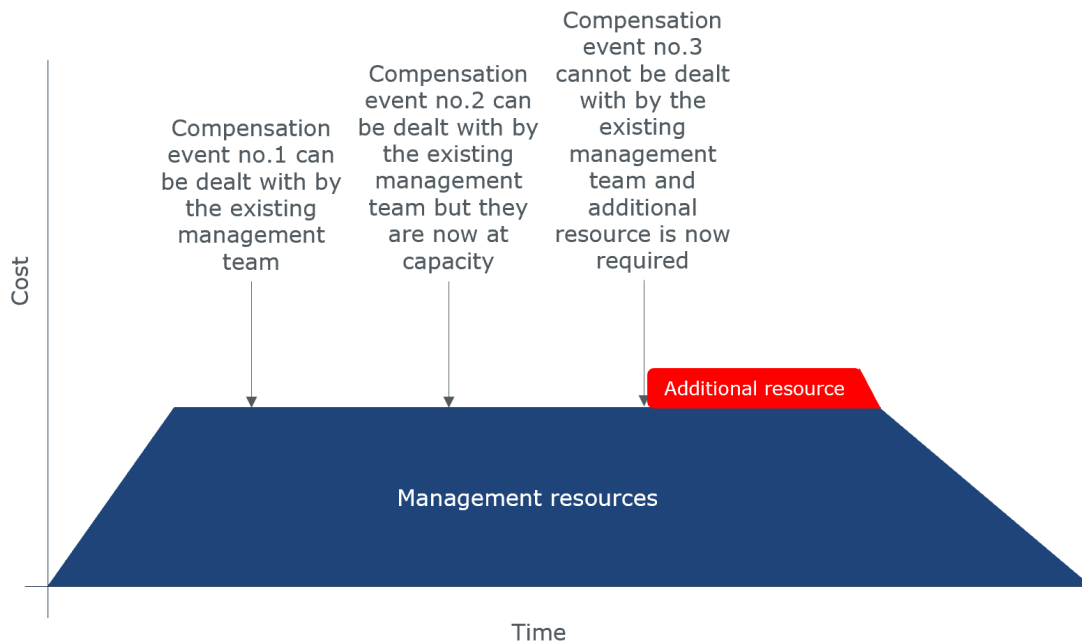 Compensation
event no.1 can
be dealt with by
the existing
management
team
Compensation
event no.2 can
be dealt with by
the existing
management
team but they
are now at
capacity
Compensation
event no.3
cannot be dealt
with by the
existing
management
team and
additional
resource is now
required
Cost
Additional resource
Management resources
Time